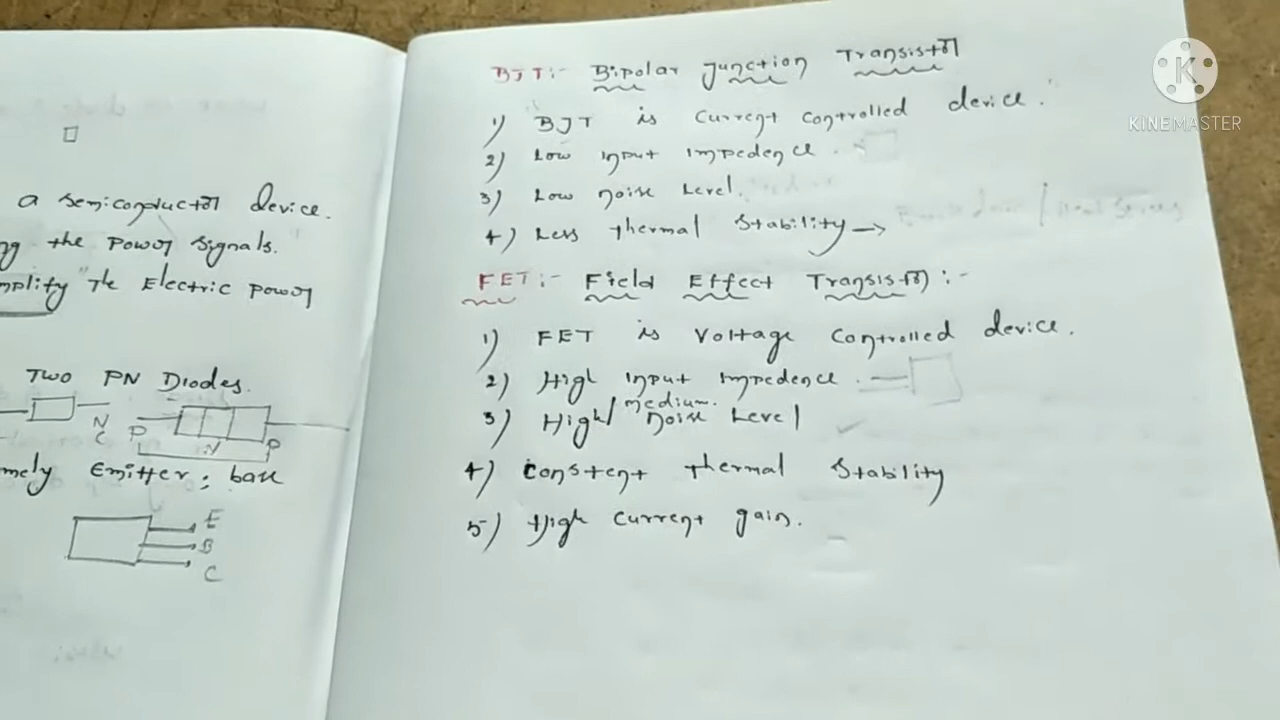 a semiconductor device.
the Power signals.
the Electric power
Two PN Diodes.
N
C
P
N
P
Emitter; base
E
B
C
BJT:- Bipolar Junction Transistor
1) BJT is Current Controlled device.
2) Low Input Impedence.
3) Low noise Level.
4) Less thermal Stability →
FET:- Field Effect Transistor:-
1) FET is Voltage Controlled device.
2) High Input Impedence.
3) High/medium. noise Level
4) constent thermal Stability
5) High current gain.
K
KINEMASTER